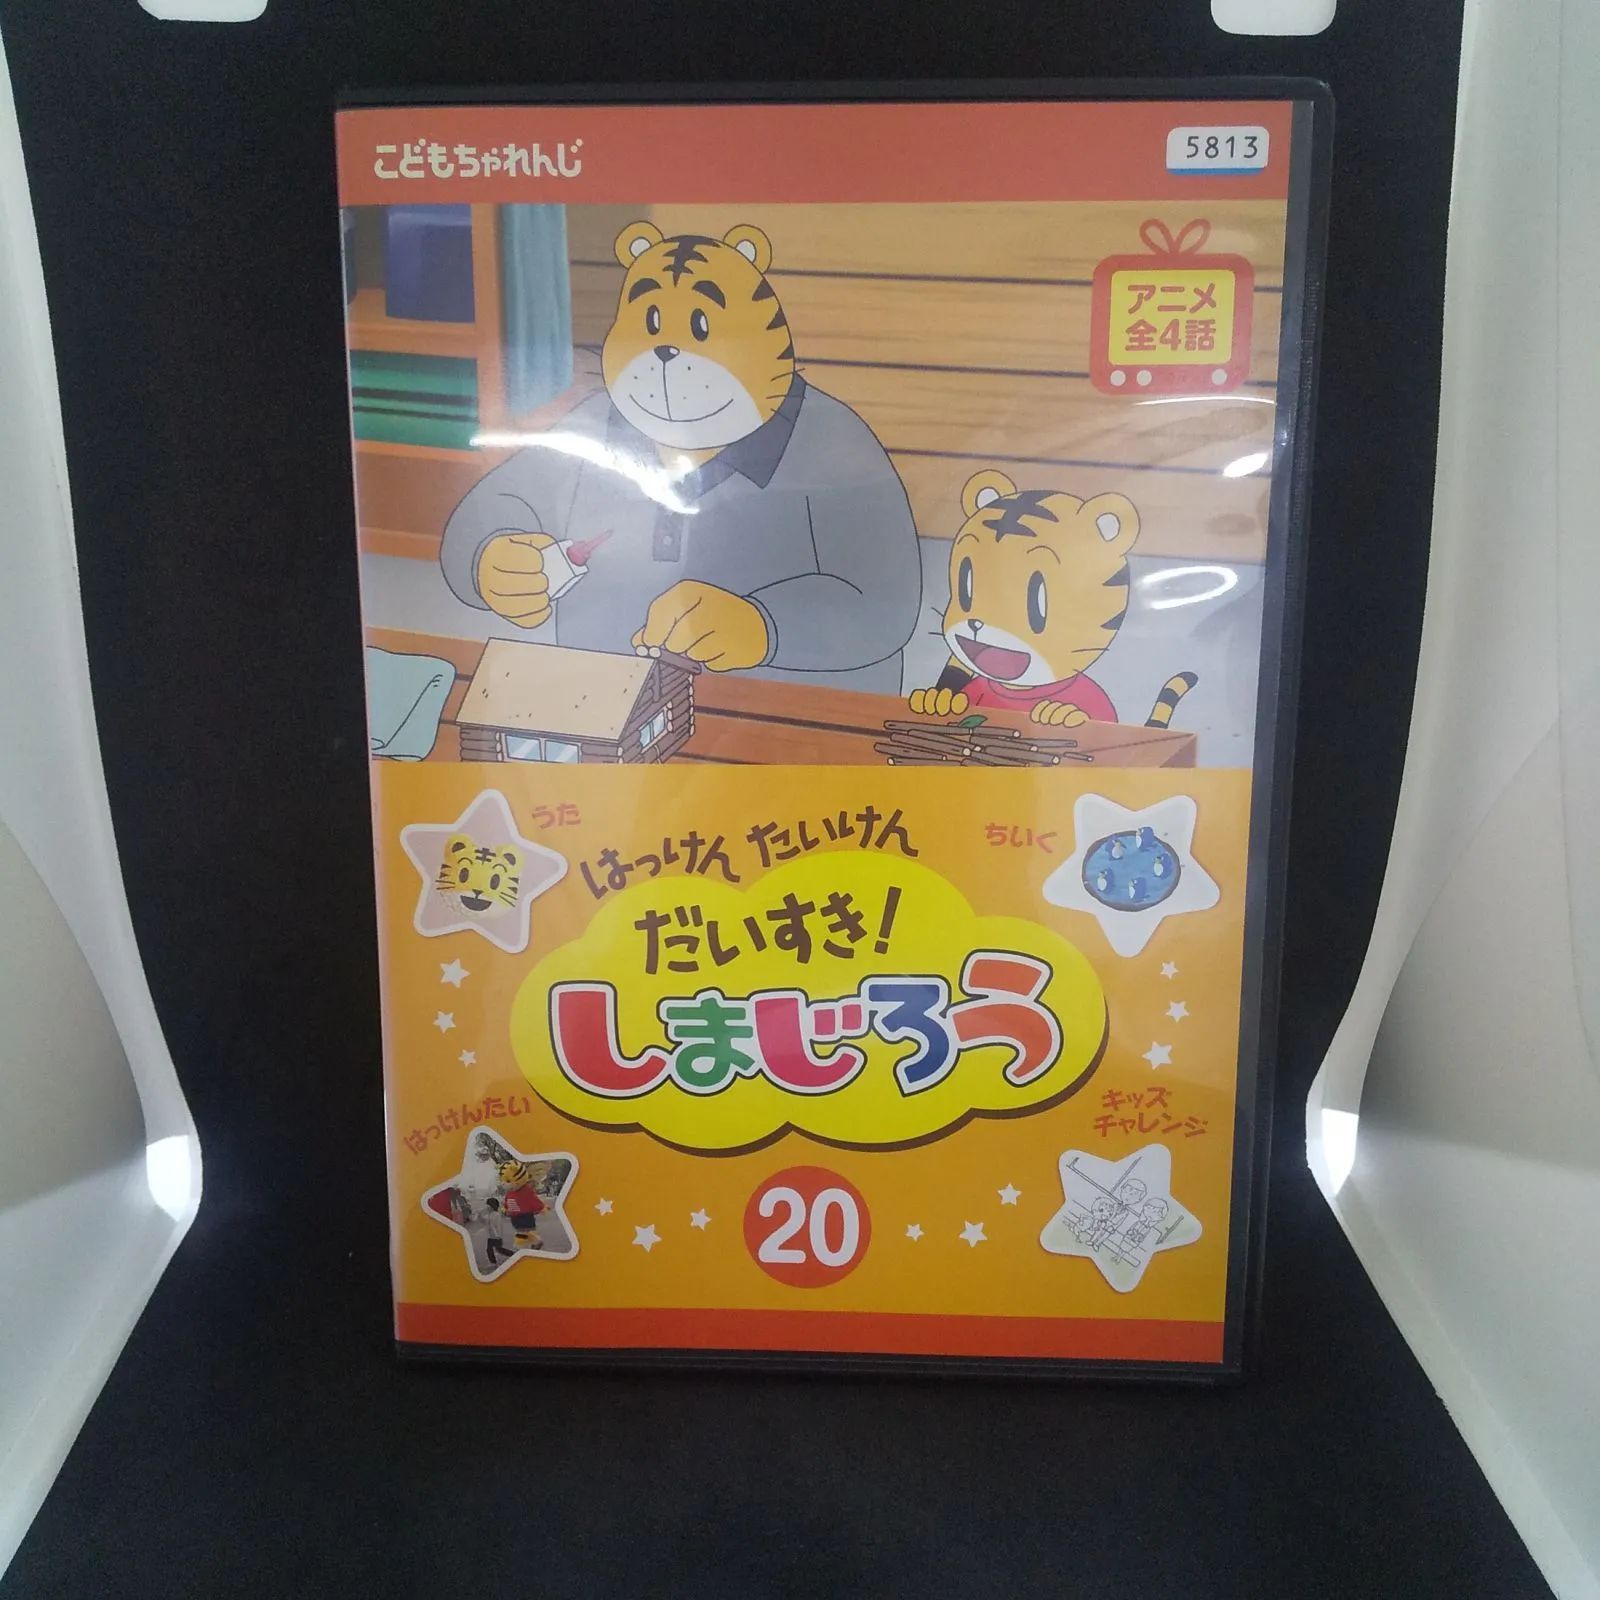 こどもちゃれんじ
5813
アニメ
全4話
うた
はっけん たいけん
ちいく
だいすき!
しまじろう
はっけんたい
キッズ
チャレンジ
20